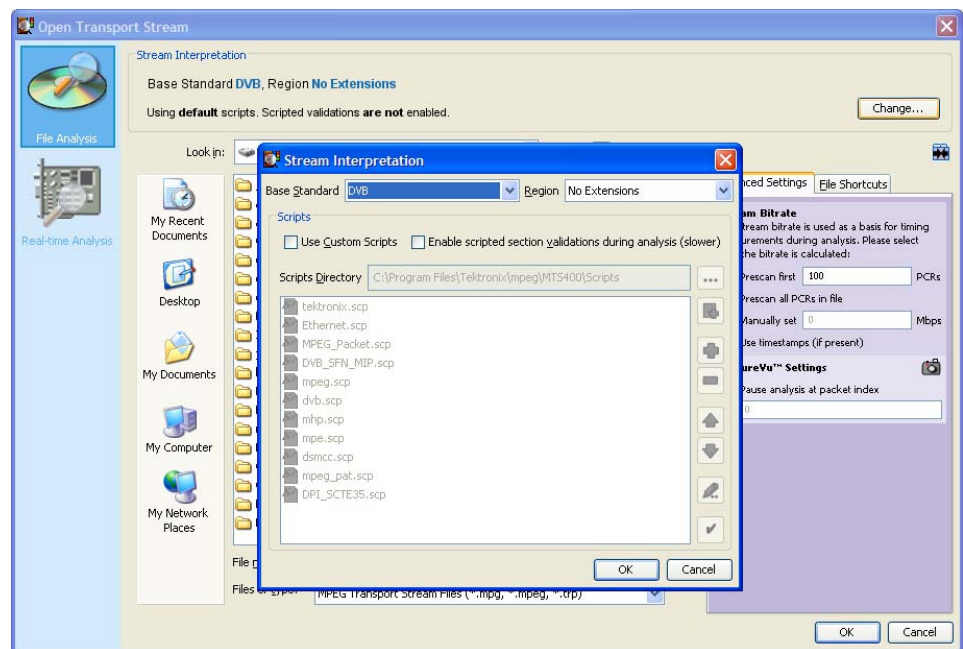 Open Transport Stream
File Analysis
Real-time Analysis
Stream Interpretation
Base Standard DVB, Region No Extensions
Using default scripts. Scripted validations are not enabled.
Change...
Look in:
My Recent
Documents
Desktop
My Documents
My Computer
My Network
Places
Stream Interpretation
Base Standard DVB Region No Extensions
Scripts
Use Custom Scripts Enable scripted section validations during analysis (slower)
Scripts Directory C:\Program Files\Tektronix\mpeg\MTS400\Scripts ...
tektronix.scp
Ethernet.scp
MPEG_Packet.scp
DVB_SFN_MIP.scp
mpeg.scp
dvb.scp
mhp.scp
mpe.scp
dsmcc.scp
mpeg_pat.scp
DPI_SCTE35.scp
OK Cancel
Settings File Shortcuts
Bitrate
bitrate is used as a basis for timing
during analysis. Please select
the bitrate is calculated:
Prescan first 100 PCRs
Prescan all PCRs in file
Manually set 0 Mbps
Use timestamps (if present)
Settings
Pause analysis at packet index
0
File
Files
MPEG Transport Stream Files (*.mpg, *.mpeg, *.trp)
OK Cancel